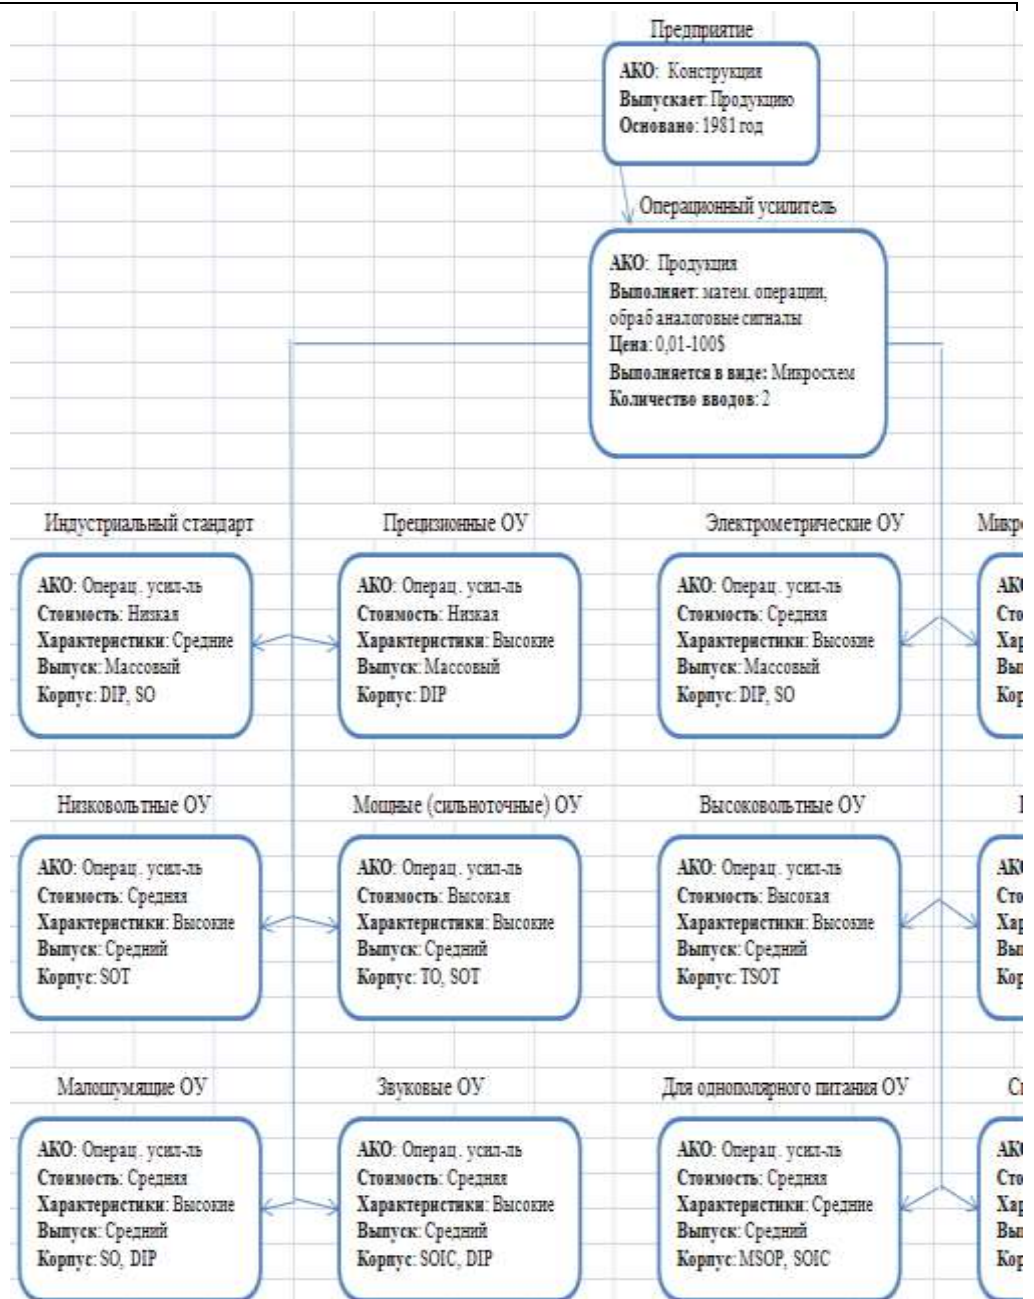 Предприятие
АКО: Конструкция
Выпускает: Продукцию
Основано: 1981 год
Операционный усилитель
АКО: Продукция
Выполняет: матем. операции,
обраб аналоговые сигналы
Цена: 0,01-100$
Выполняется в виде: Микросхем
Количество вводов: 2
Индустриальный стандарт
АКО: Операц. усил-ль
Стоимость: Низкая
Характеристики: Средние
Выпуск: Массовый
Корпус: DIP, SO
Прецизионные ОУ
АКО: Операц. усил-ль
Стоимость: Низкая
Характеристики: Высокие
Выпуск: Массовый
Корпус: DIP
Электрометрические ОУ
АКО: Операц. усил-ль
Стоимость: Средняя
Характеристики: Высокие
Выпуск: Массовый
Корпус: DIP, SO
Низковольтные ОУ
АКО: Операц. усил-ль
Стоимость: Средняя
Характеристики: Высокие
Выпуск: Средний
Корпус: SOT
Мощные (сильноточные) ОУ
АКО: Операц. усил-ль
Стоимость: Высокая
Характеристики: Высокие
Выпуск: Средний
Корпус: TO, SOT
Высоковольтные ОУ
АКО: Операц. усил-ль
Стоимость: Высокая
Характеристики: Высокие
Выпуск: Средний
Корпус: TSOT
Малошумящие ОУ
АКО: Операц. усил-ль
Стоимость: Средняя
Характеристики: Высокие
Выпуск: Средний
Корпус: SO, DIP
Звуковые ОУ
АКО: Операц. усил-ль
Стоимость: Средняя
Характеристики: Высокие
Выпуск: Средний
Корпус: SOIC, DIP
Для однополярного питания ОУ
АКО: Операц. усил-ль
Стоимость: Средняя
Характеристики: Средние
Выпуск: Средний
Корпус: MSOP, SOIC